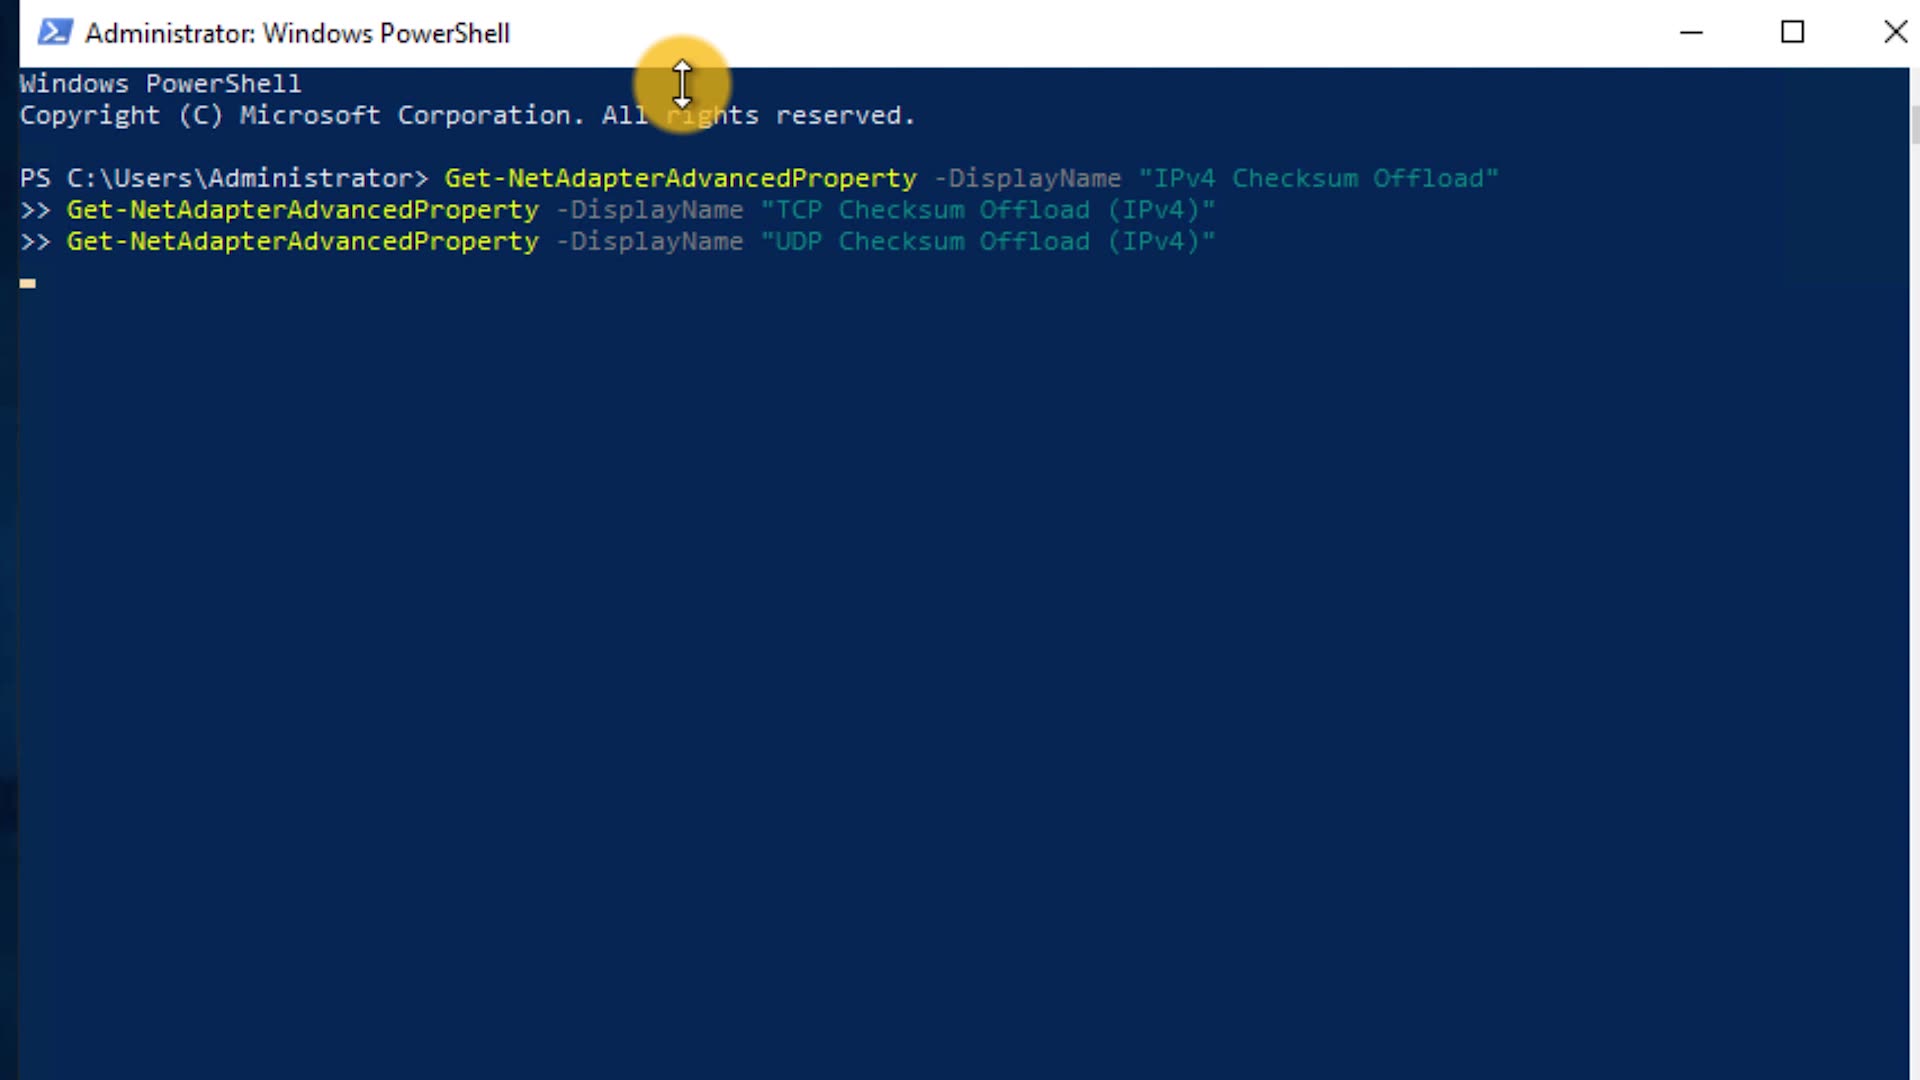 Administrator: Windows PowerShell
Windows PowerShell
Copyright (C) Microsoft Corporation. All rights reserved.
PS C:\Users\Administrator> Get-NetAdapterAdvancedProperty -DisplayName "IPv4 Checksum Offload"
>> Get-NetAdapterAdvancedProperty -DisplayName "TCP Checksum Offload (IPv4)"
>> Get-NetAdapterAdvancedProperty -DisplayName "UDP Checksum Offload (IPv4)"